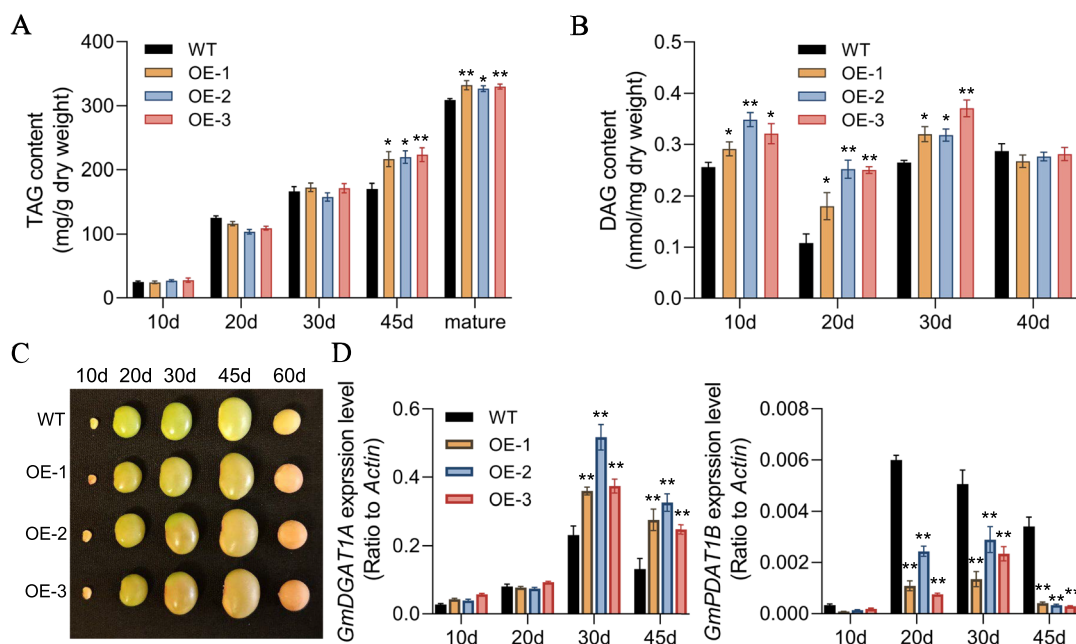 A
TAG content
(mg/g dry weight)
400
300
200
100
0
WT
OE-1
OE-2
OE-3
** * **
* * **
10d 20d 30d 45d mature
B
DAG content
(nmol/mg dry weight)
0.5
0.4
0.3
0.2
0.1
0.0
WT
OE-1
OE-2
OE-3
* ** *
* ** **
* * **
10d 20d 30d 40d
C
10d 20d 30d 45d 60d
WT
OE-1
OE-2
OE-3
D
GmDGAT1A exprssion level
(Ratio to Actin)
0.6
0.4
0.2
0.0
WT
OE-1
OE-2
OE-3
** ** **
** ** **
10d 20d 30d 45d
GmPDAT1B exprssion level
(Ratio to Actin)
0.008
0.006
0.004
0.002
0.000
** ** **
** ** **
** ** **
10d 20d 30d 45d